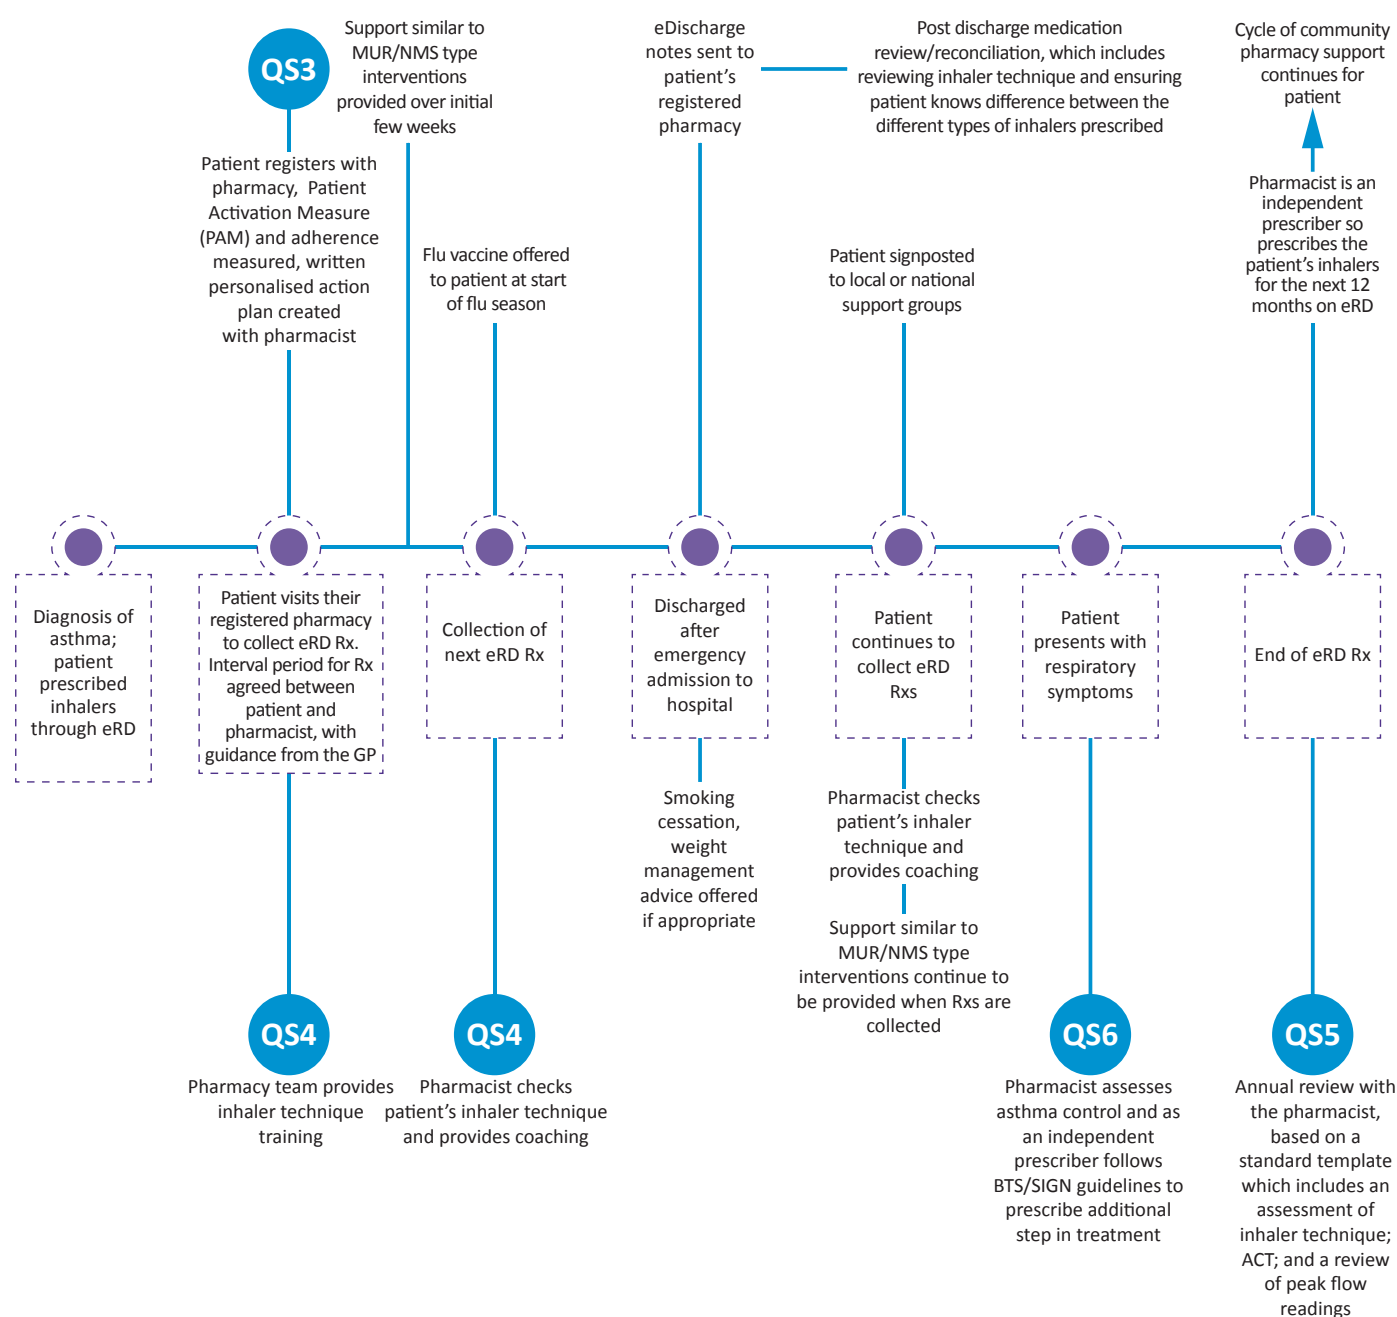 QS3
Support similar to
MUR/NMS type
interventions
provided over initial
few weeks
eDischarge
notes sent to
patient's
registered
pharmacy
Post discharge medication
review/reconciliation, which includes
reviewing inhaler technique and ensuring
patient knows difference between the
different types of inhalers prescribed
Cycle of community
pharmacy support
continues for
patient
Patient registers with
pharmacy, Patient
Activation Measure
(PAM) and adherence
measured, written
personalised action
plan created
with pharmacist
Flu vaccine offered
to patient at start
of flu season
Patient signposted
to local or national
support groups
Pharmacist is an
independent
prescriber so
prescribes the
patient's inhalers
for the next 12
months on eRD
Diagnosis of
asthma;
patient
prescribed
inhalers
through eRD
Patient visits their
registered pharmacy
to collect eRD Rx.
Interval period for Rx
agreed between
patient and
pharmacist, with
guidance from the GP
Collection of
next eRD Rx
Discharged
after
emergency
admission to
hospital
Patient
continues to
collect eRD
Rxs
Patient
presents with
respiratory
symptoms
End of eRD Rx
Smoking
cessation,
weight
management
advice offered
if appropriate
Pharmacist checks
patient's inhaler
technique and
provides coaching
Support similar to
MUR/NMS type
interventions continue to
be provided when Rxs are
collected
QS4
Pharmacy team provides
inhaler technique
training
QS4
Pharmacist checks
patient's inhaler technique
and provides coaching
QS6
Pharmacist assesses
asthma control and as
an independent
prescriber follows
BTS/SIGN guidelines to
prescribe additional
step in treatment
QS5
Annual review with
the pharmacist,
based on a
standard template
which includes an
assessment of
inhaler technique;
ACT; and a review
of peak flow
readings